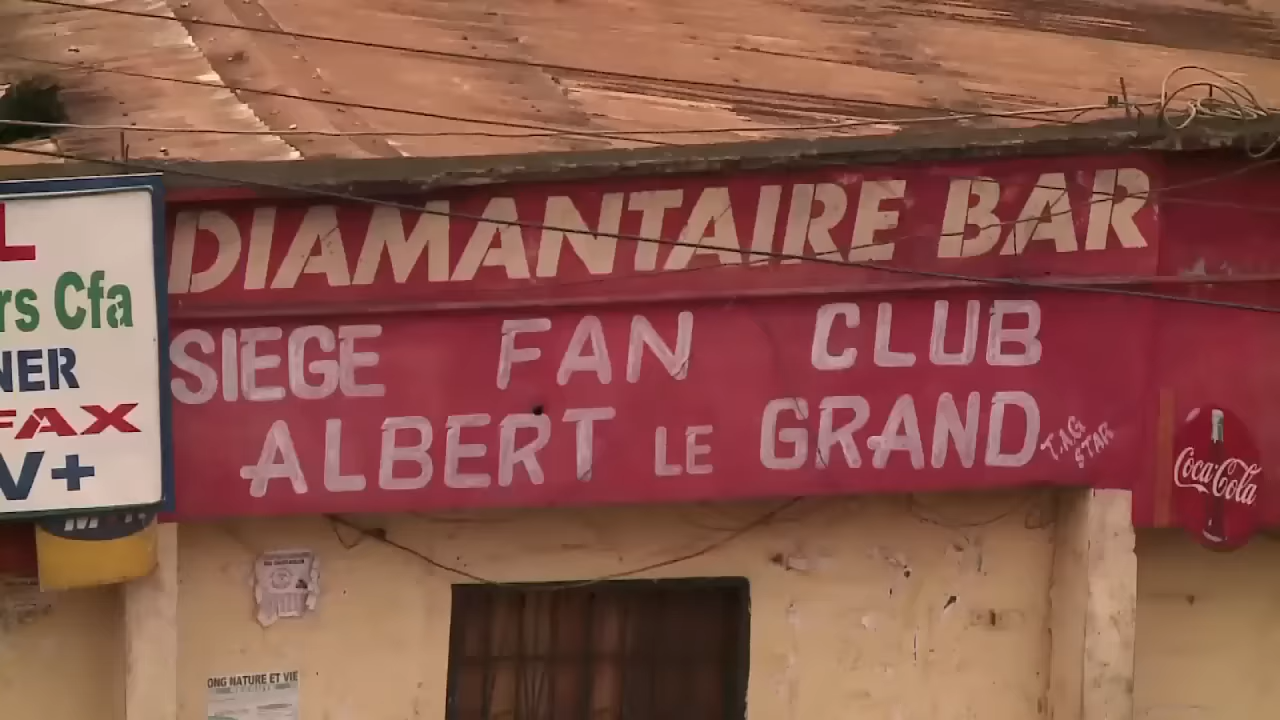 DIAMANTAIRE BAR
SIEGE FAN CLUB
ALBERT LE GRAND
T.A.G
STAR
L
rs Cfa
NER
FAX
V+
Coca-Cola
ONG NATURE ET VIE